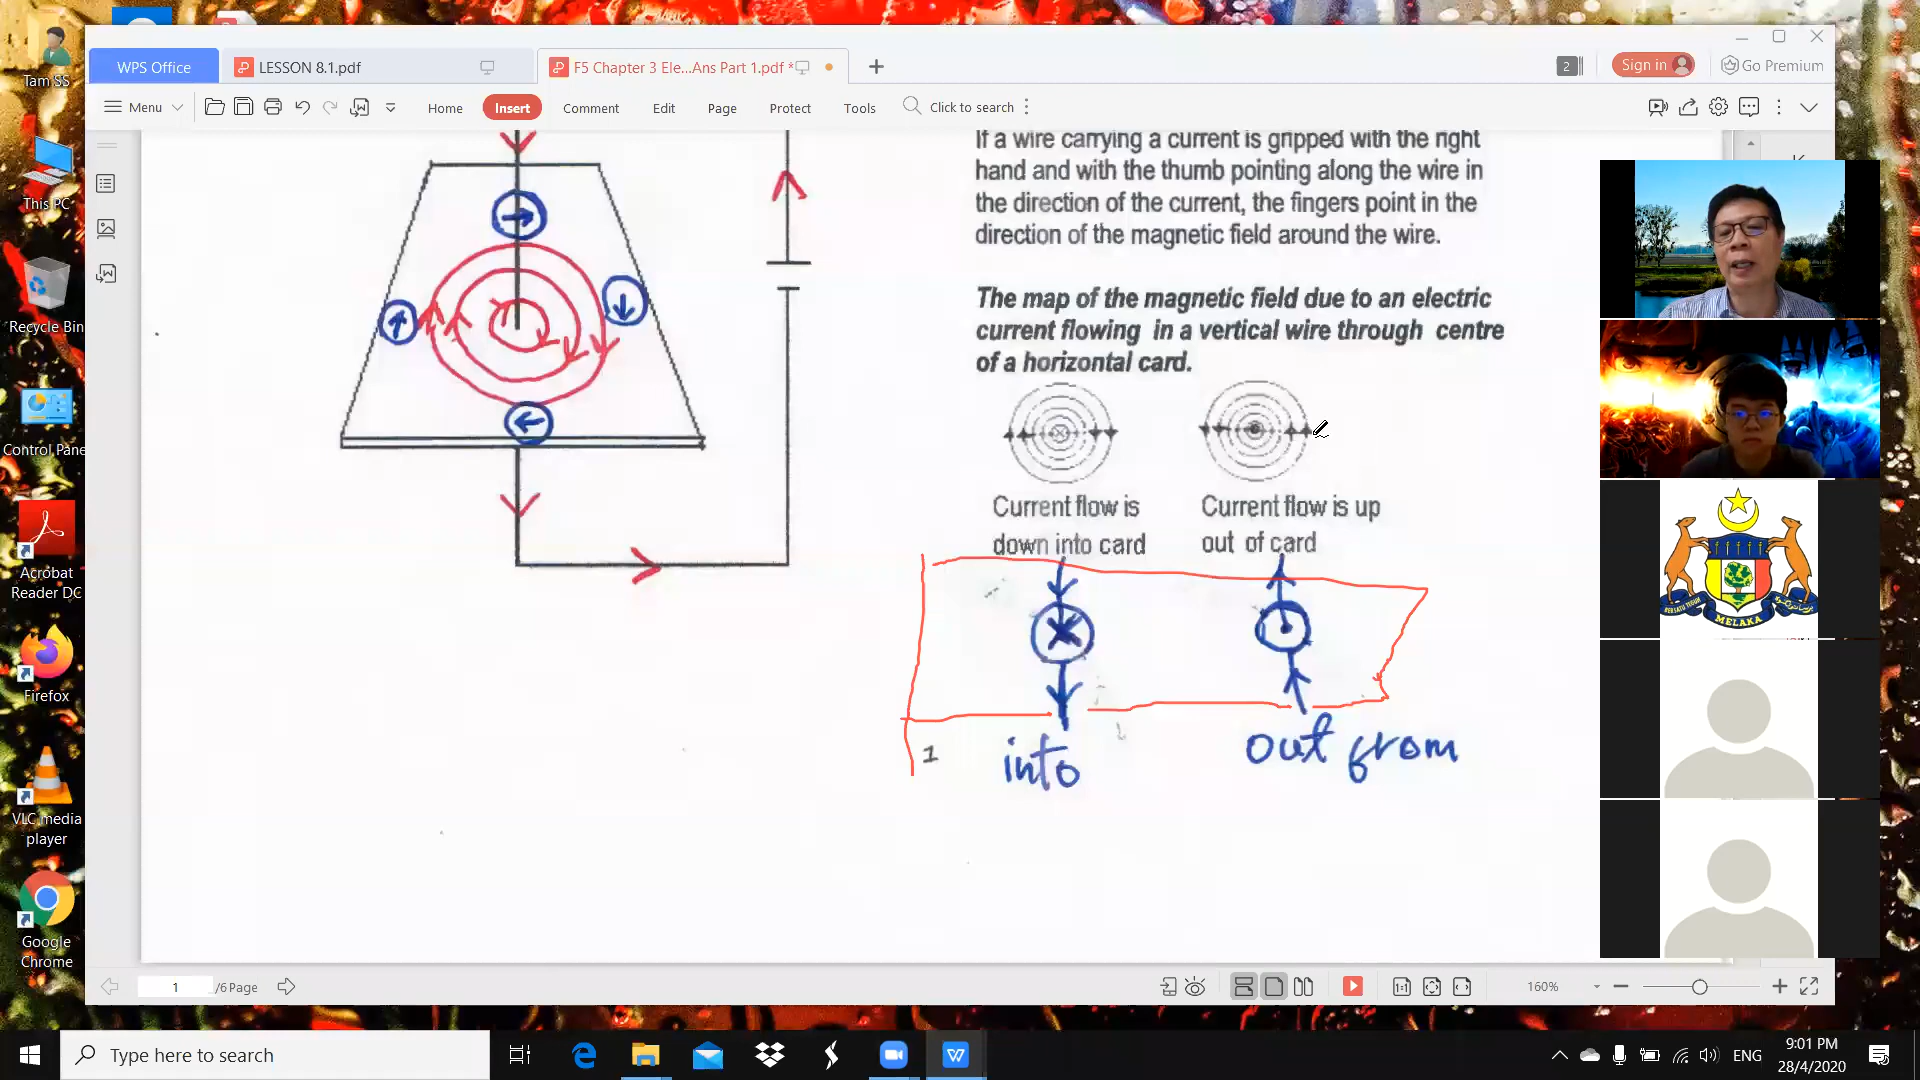 Tam SS
This PC
Recycle Bin
Control Pane
Acrobat
Reader DC
Firefox
VLC media
player
Google
Chrome
WPS Office
LESSON 8.1.pdf
F5 Chapter 3 Ele...Ans Part 1.pdf *
2
Sign in
Go Premium
Menu
Home
Insert
Comment
Edit
Page
Protect
Tools
Click to search
If a wire carrying a current is gripped with the right
hand and with the thumb pointing along the wire in
the direction of the current, the fingers point in the
direction of the magnetic field around the wire.
The map of the magnetic field due to an electric
current flowing in a vertical wire through centre
of a horizontal card.
Current flow is
down into card
Current flow is up
out of card
1
into
out from
BERSATU TEGUH
MELAKA
1
/6Page
1:1
160%
Type here to search
ENG
9:01 PM
28/4/2020